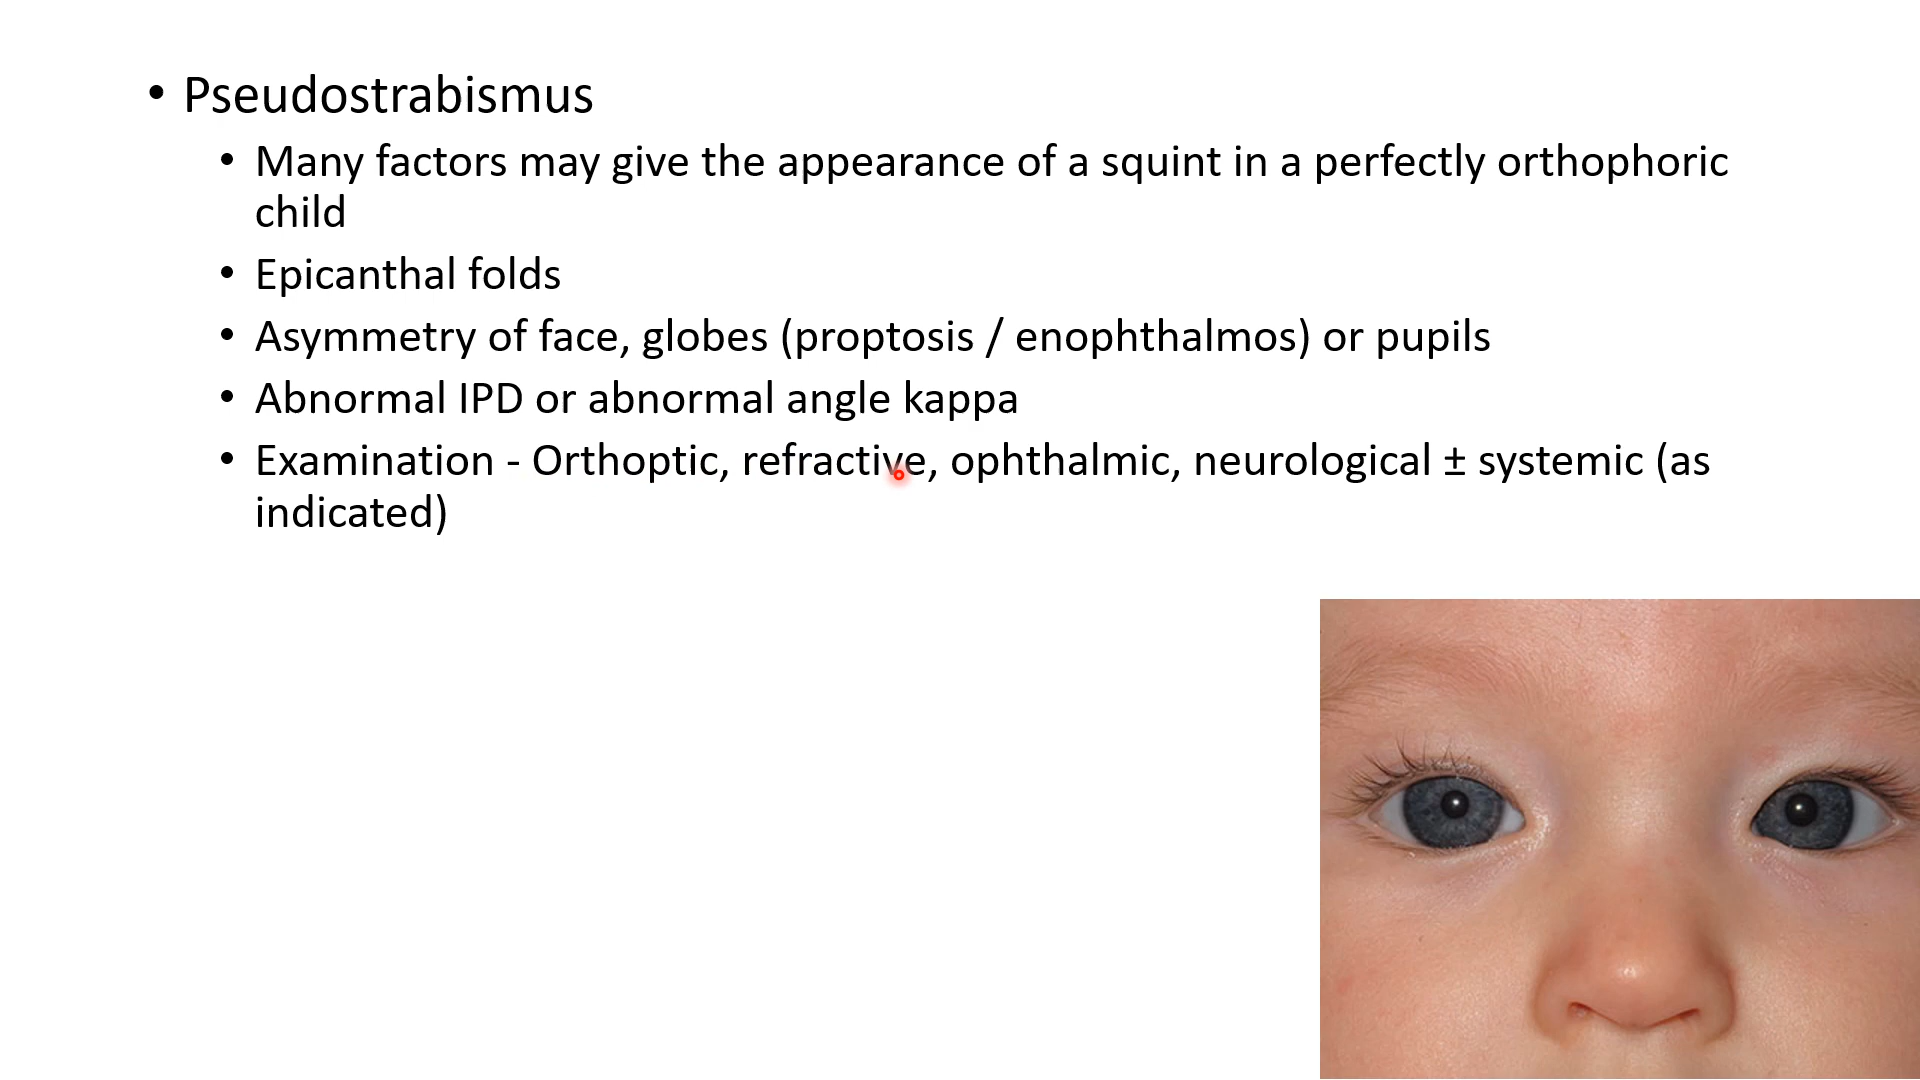 • Pseudostrabismus
• Many factors may give the appearance of a squint in a perfectly orthophoric
child
• Epicanthal folds
• Asymmetry of face, globes (proptosis / enophthalmos) or pupils
• Abnormal IPD or abnormal angle kappa
• Examination - Orthoptic, refractive, ophthalmic, neurological ± systemic (as
indicated)